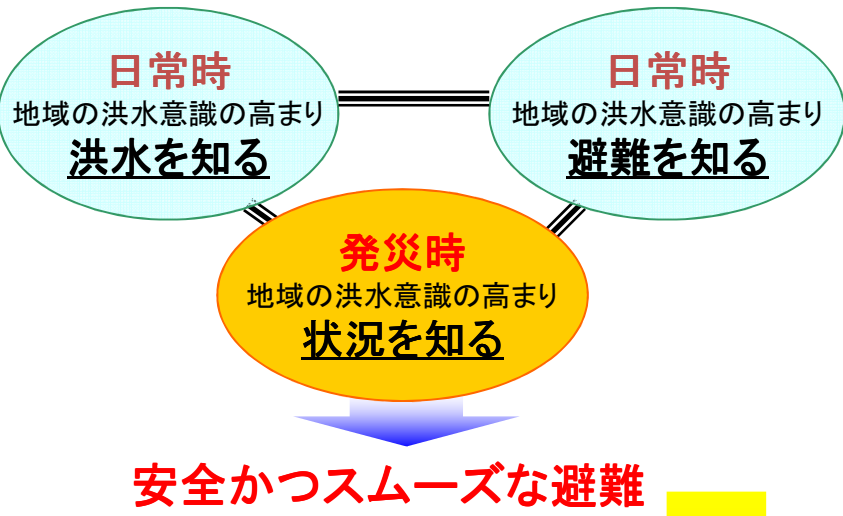 日常時
地域の洪水意識の高まり
洪水を知る
日常時
地域の洪水意識の高まり
避難を知る
発災時
地域の洪水意識の高まり
状況を知る
安全かつスムーズな避難